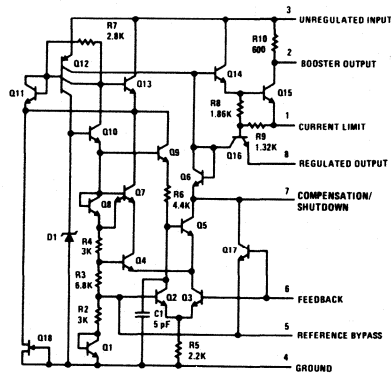 R7
2.8K
3
UNREGULATED INPUT
R10
600
2
BOOSTER OUTPUT
Q12
Q11
Q13
Q14
Q15
R8
1.86K
1
CURRENT LIMIT
R9
1.32K
Q10
Q16
8
REGULATED OUTPUT
Q9
Q6
7
COMPENSATION/
SHUTDOWN
R6
4.4K
Q8
Q7
Q5
Q17
D1
R4
3K
Q4
R3
6.8K
6
FEEDBACK
Q2
Q3
R2
3K
C1
5 pF
5
REFERENCE BYPASS
Q18
Q1
R5
2.2K
4
GROUND